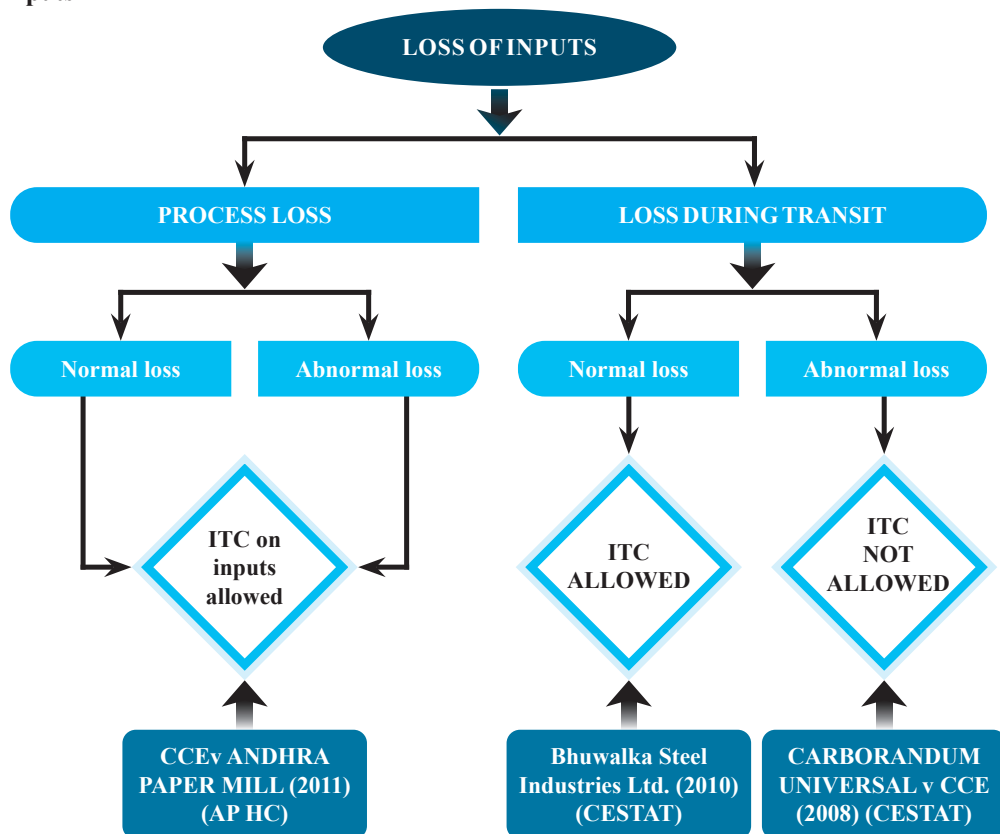 LOSS OF INPUTS
PROCESS LOSS
LOSS DURING TRANSIT
Normal loss
Abnormal loss
Normal loss
Abnormal loss
ITC on
inputs
allowed
ITC
ALLOWED
ITC
NOT
ALLOWED
CCEv ANDHRA
PAPER MILL (2011)
(AP HC)
Bhuwalka Steel
Industries Ltd. (2010)
(CESTAT)
CARBORANDUM
UNIVERSAL v CCE
(2008) (CESTAT)